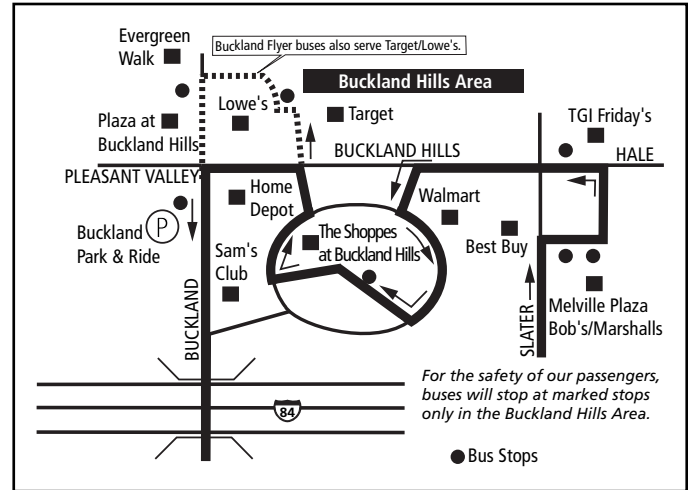 Evergreen
Walk
Buckland Flyer buses also serve Target/Lowe's.
Buckland Hills Area
Lowe's
Target
TGI Friday's
Plaza at
Buckland Hills
BUCKLAND HILLS
HALE
PLEASANT VALLEY
Home
Depot
Walmart
P
Buckland
Park & Ride
The Shoppes
at Buckland Hills
Best Buy
Sam's
Club
Melville Plaza
Bob's/Marshalls
BUCKLAND
SLATER
For the safety of our passengers,
buses will stop at marked stops
only in the Buckland Hills Area.
84
Bus Stops